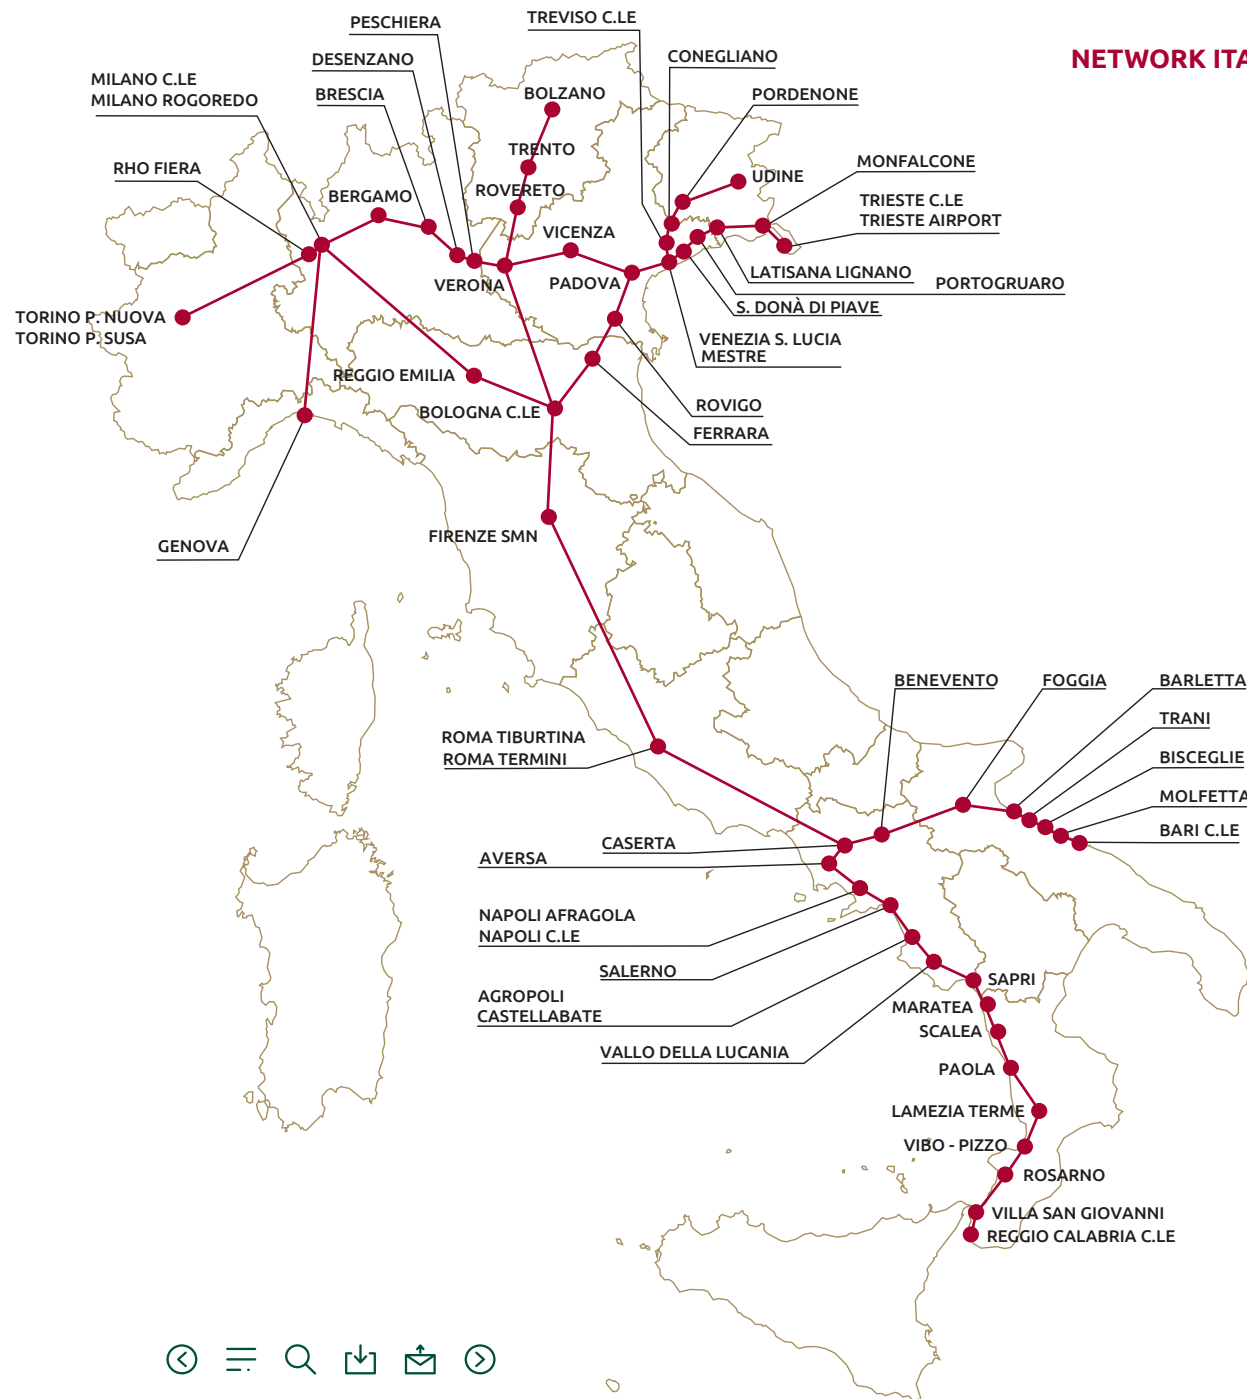 TREVISO C.LE
PESCHIERA
NETWORK ITA
CONEGLIANO
DESENZANO
MILANO C.LE
MILANO ROGOREDO
BRESCIA
BOLZANO
PORDENONE
TRENTO
RHO FIERA
MONFALCONE
UDINE
ROVERETO
BERGAMO
TRIESTE C.LE
TRIESTE AIRPORT
VICENZA
VERONA
PADOVA
LATISANA LIGNANO
PORTOGRUARO
S. DONÀ DI PIAVE
TORINO P. NUOVA
TORINO P. SUSA
VENEZIA S. LUCIA
MESTRE
REGGIO EMILIA
BOLOGNA C.LE
ROVIGO
FERRARA
FIRENZE SMN
GENOVA
BENEVENTO
FOGGIA
BARLETTA
TRANI
ROMA TIBURTINA
ROMA TERMINI
BISCEGLIE
MOLFETTA
BARI C.LE
CASERTA
AVERSA
NAPOLI AFRAGOLA
NAPOLI C.LE
SALERNO
SAPRI
AGROPOLI
CASTELLABATE
MARATEA
SCALEA
VALLO DELLA LUCANIA
PAOLA
LAMEZIA TERME
VIBO - PIZZO
ROSARNO
VILLA SAN GIOVANNI
REGGIO CALABRIA C.LE